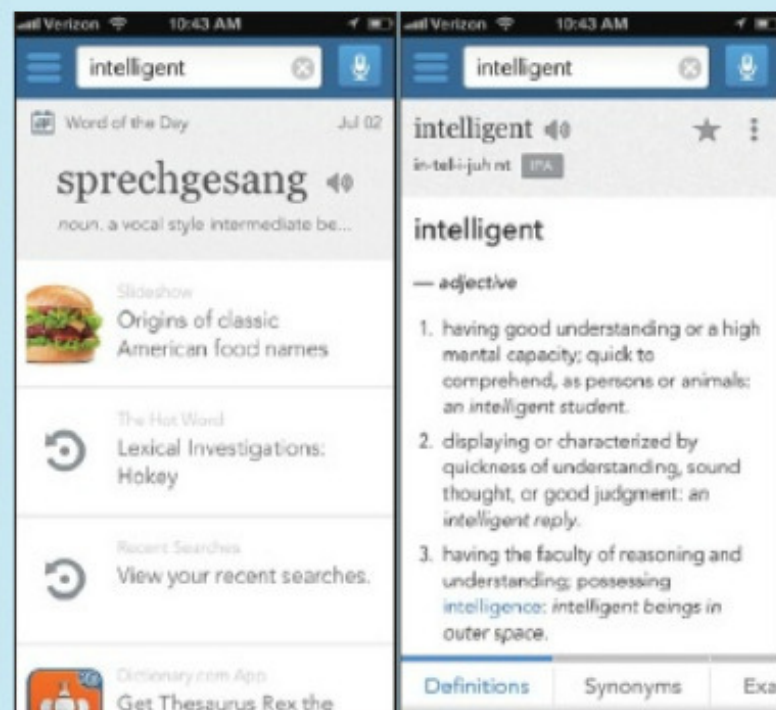 Verizon 10:43 AM
intelligent
Word of the Day Jul 02
sprechgesang
noun. a vocal style intermediate be...
Slideshow
Origins of classic
American food names
The Hot Word
Lexical Investigations:
Hokey
Recent Searches
View your recent searches.
Dictionary.com App
Get Thesaurus Rex the
Verizon 10:43 AM
intelligent
intelligent
in-tel-i-juh nt IPA
intelligent
— adjective
1. having good understanding or a high
mental capacity; quick to
comprehend, as persons or animals:
an intelligent student.
2. displaying or characterized by
quickness of understanding, sound
thought, or good judgment: an
intelligent reply.
3. having the faculty of reasoning and
understanding; possessing
intelligence: intelligent beings in
outer space.
Definitions Synonyms Exa